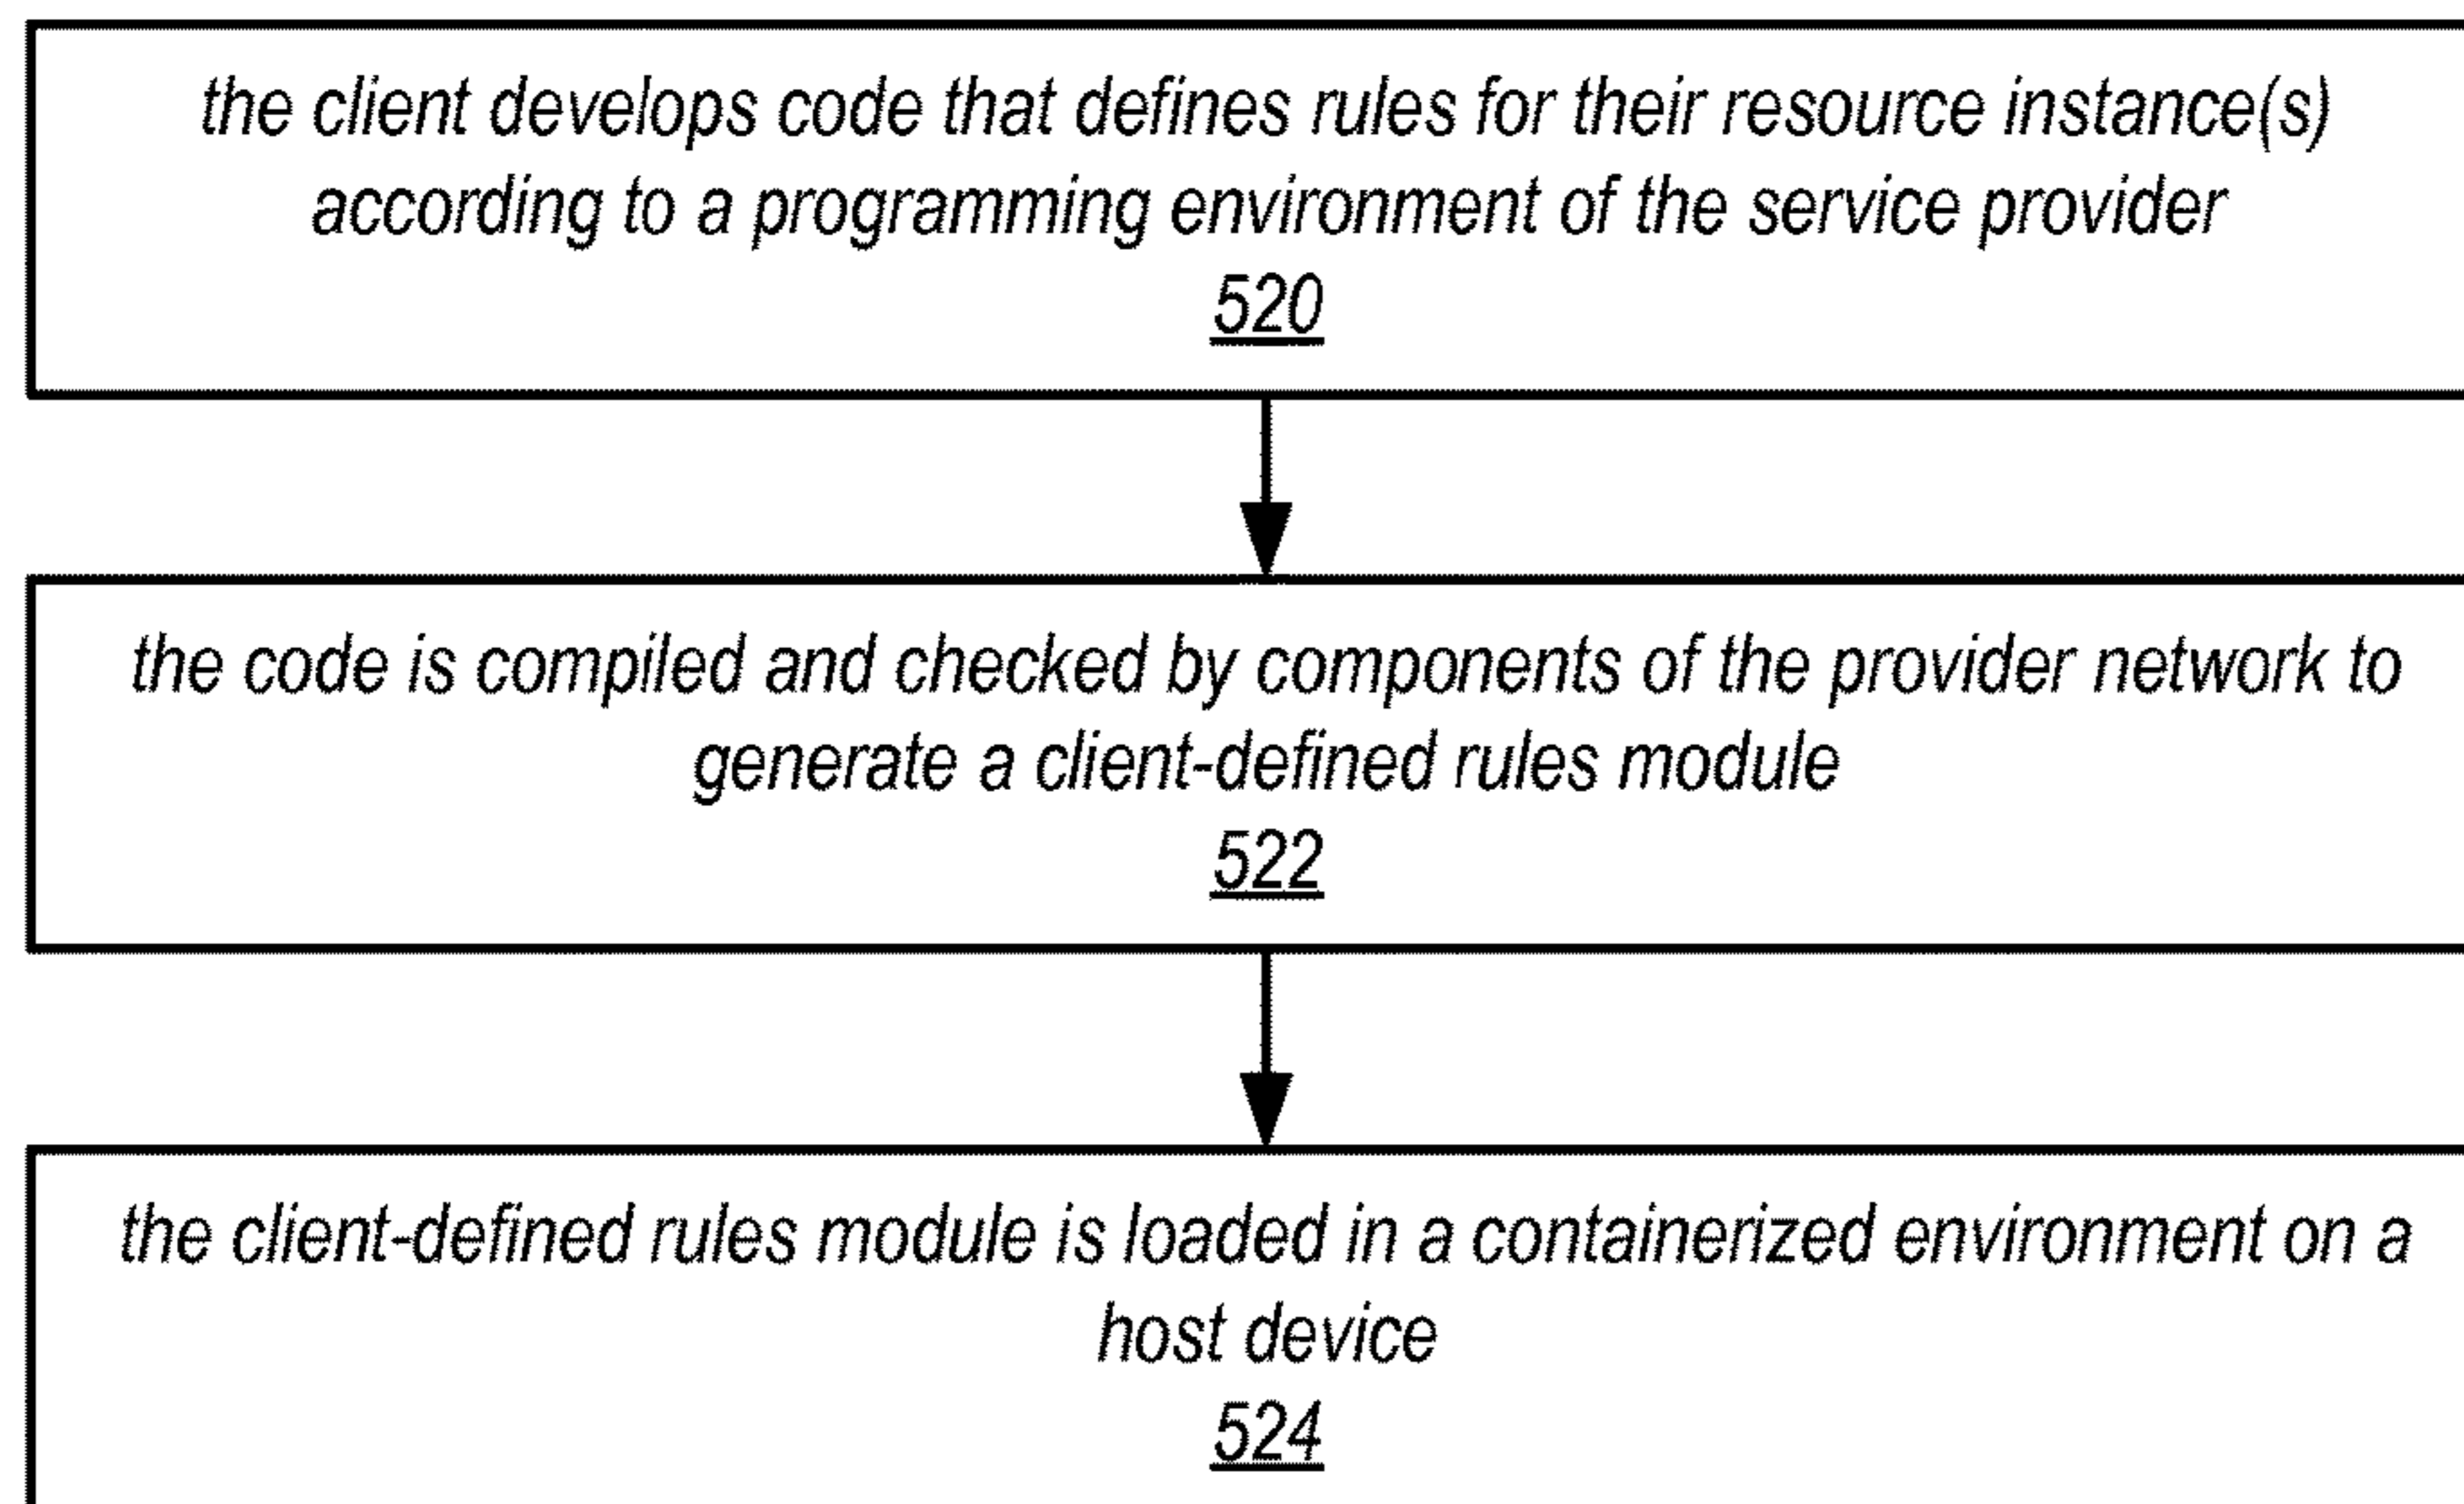 the client develops code that defines rules for their resource instance(s)
according to a programming environment of the service provider
520
the code is compiled and checked by components of the provider network to
generate a client-defined rules module
522
the client-defined rules module is loaded in a containerized environment on a
host device
524